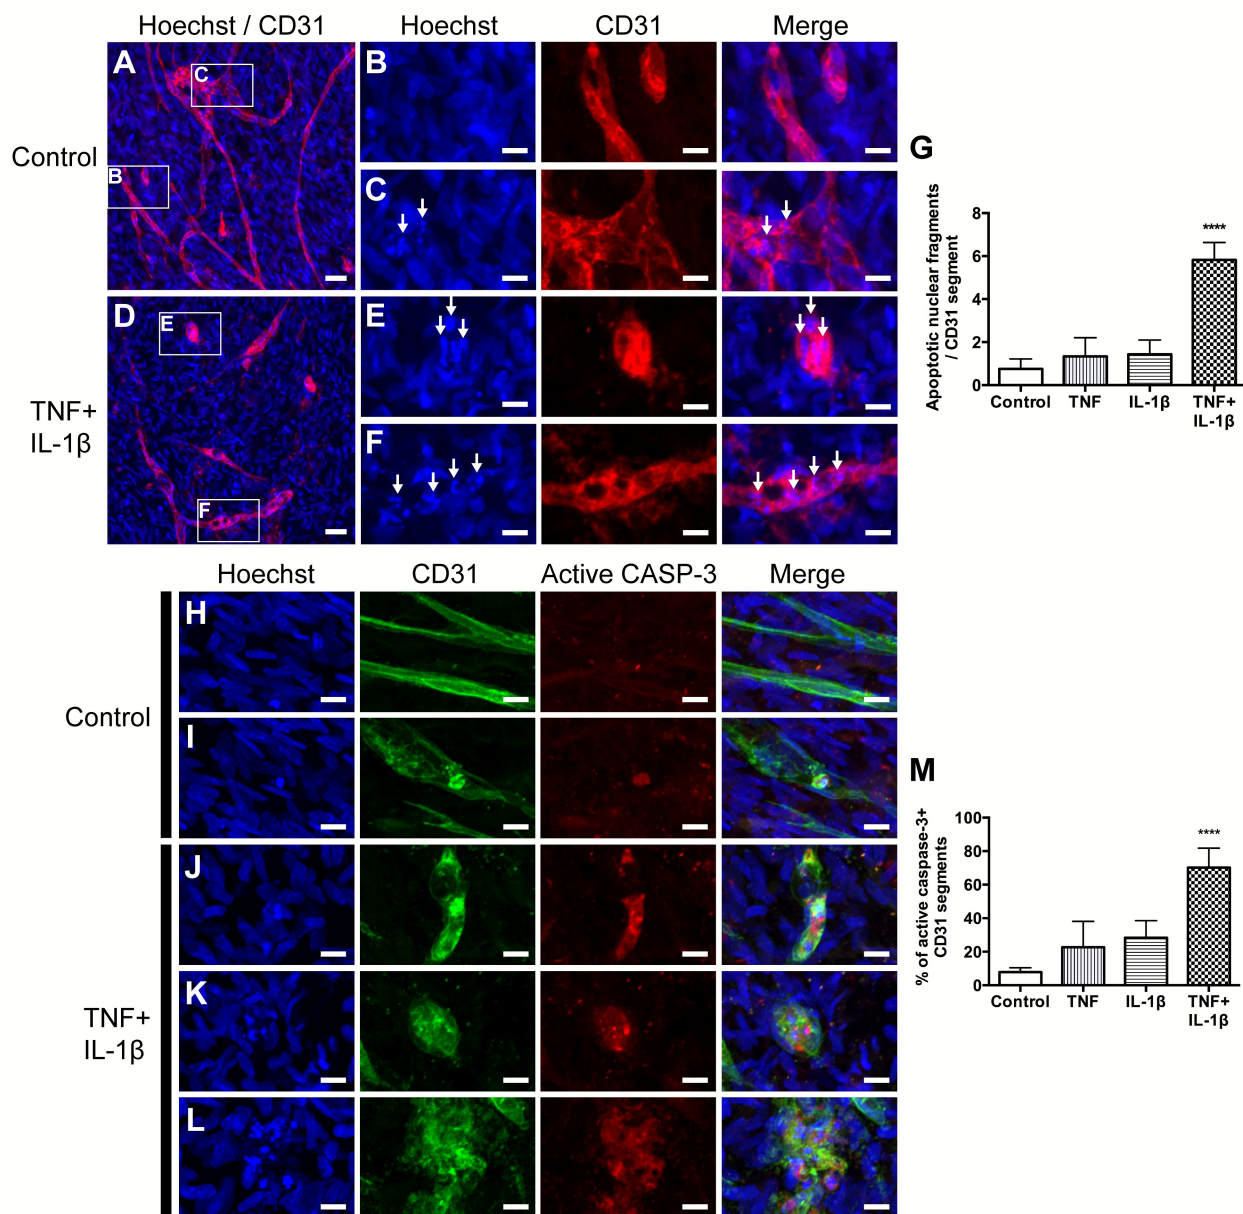 Hoechst / CD31
Hoechst
CD31
Merge
Control
A
C
B
B
C
TNF+
IL-1β
D
E
F
E
F
G
Apoptotic nuclear fragments
/ CD31 segment
8
6
4
2
0
****
Control
TNF
IL-1β
TNF+
IL-1β
Hoechst
CD31
Active CASP-3
Merge
Control
H
I
TNF+
IL-1β
J
K
L
M
% of active caspase-3+
CD31 segments
100
80
60
40
20
0
****
Control
TNF
IL-1β
TNF+
IL-1β